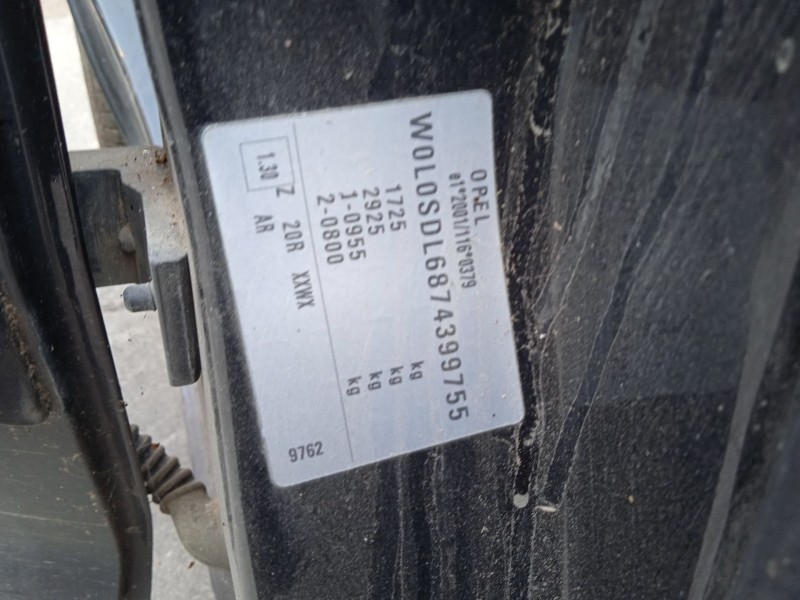 OPEL
e1*2001/116*0379
W0L0SDL6874399755
1725 kg
2925 kg
1-0955 kg
2-0800 kg
1.30 Z 20R XXWX
AR
9762